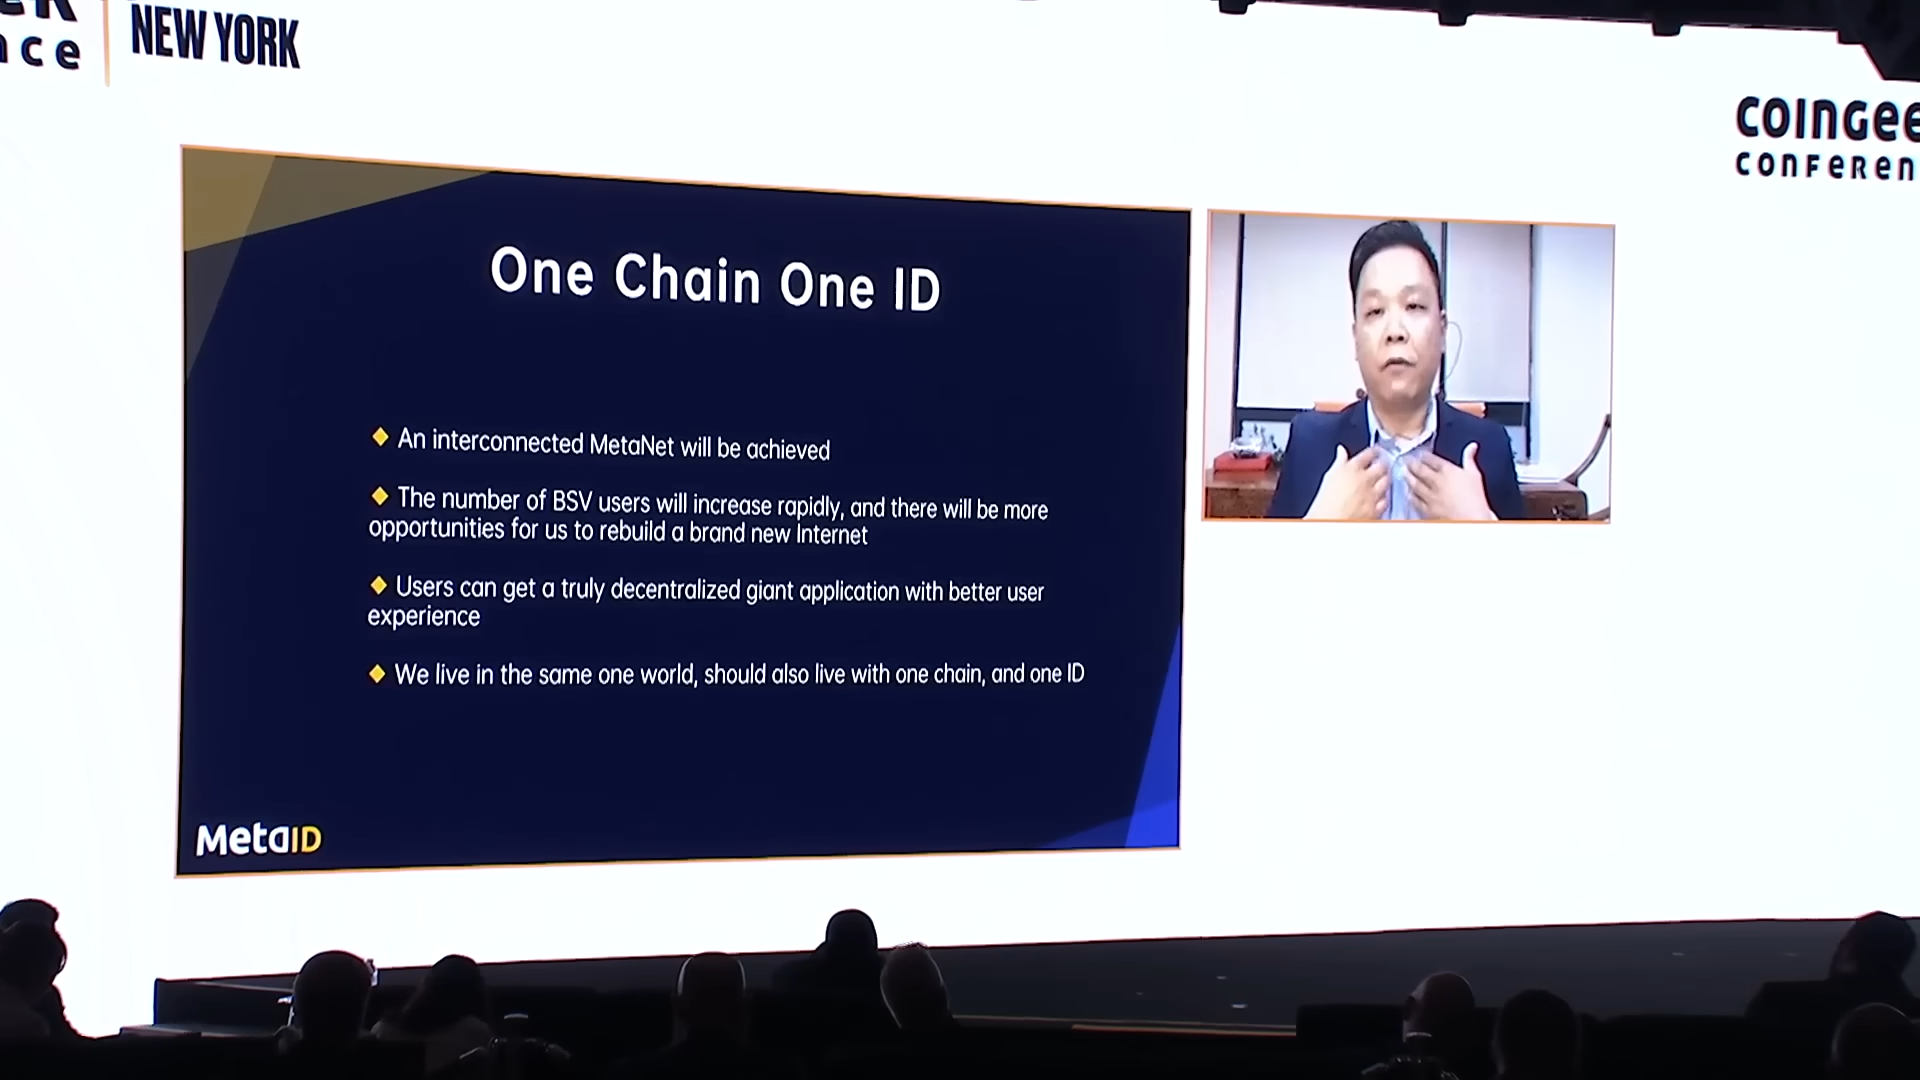 nce
NEW YORK
COINGEE
CONFEREN
One Chain One ID
An interconnected MetaNet will be achieved
The number of BSV users will increase rapidly, and there will be more
opportunities for us to rebuild a brand new Internet
Users can get a truly decentralized giant application with better user
experience
We live in the same one world, should also live with one chain, and one ID
MetaID